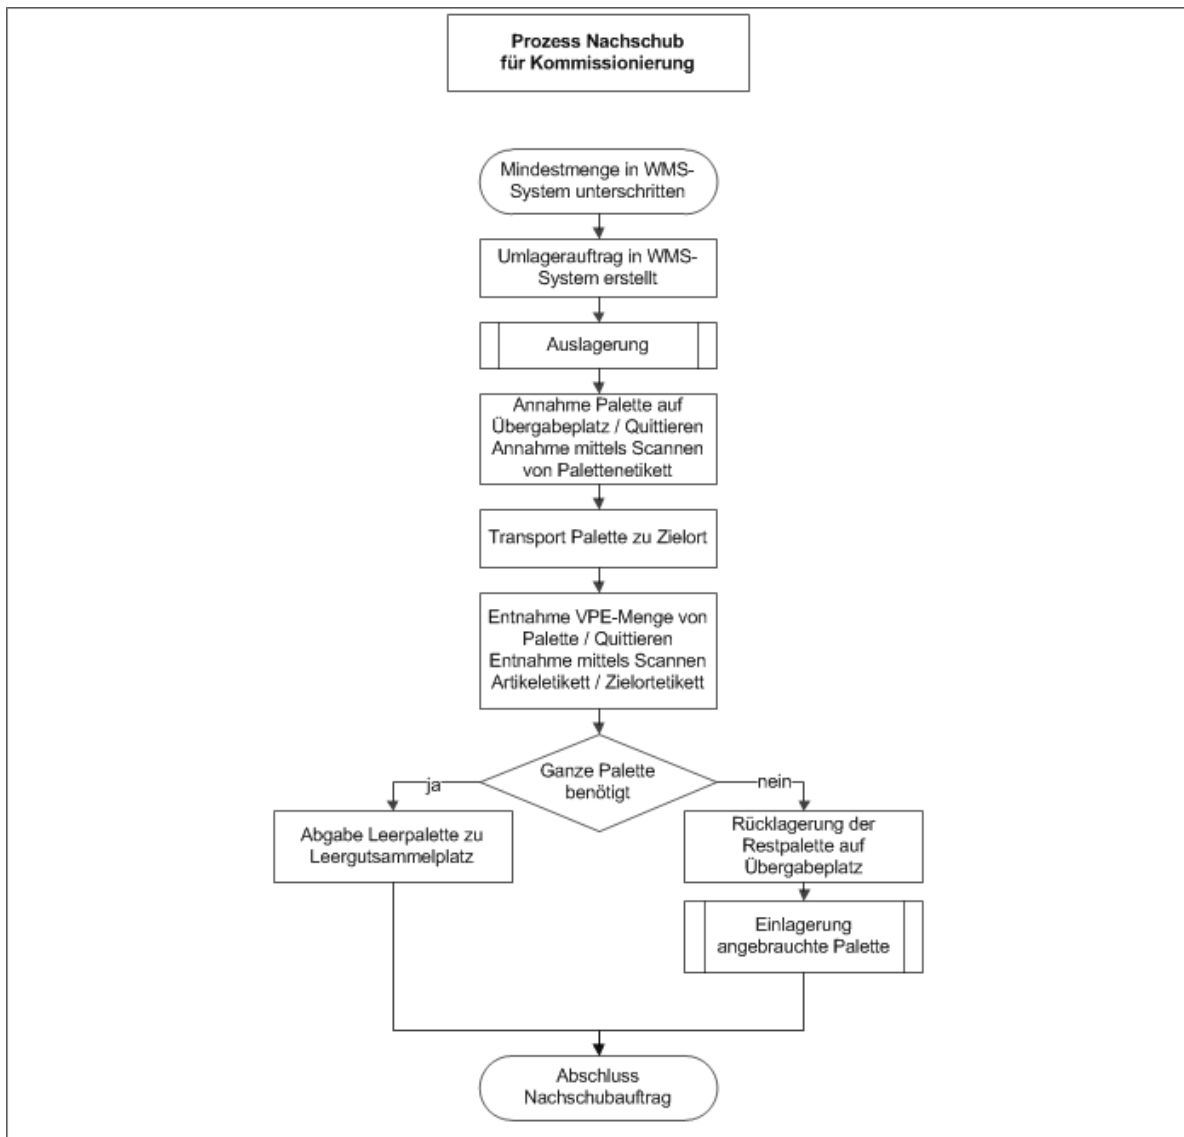 Prozess Nachschub
für Kommissionierung
Mindestmenge in WMS-
System unterschritten
Umlagerauftrag in WMS-
System erstellt
Auslagerung
Annahme Palette auf
Übergabeplatz / Quittieren
Annahme mittels Scannen
von Palettenetikett
Transport Palette zu Zielort
Entnahme VPE-Menge von
Palette / Quittieren
Entnahme mittels Scannen
Artikeletikett / Zielortetikett
Ganze Palette
benötigt
ja
nein
Abgabe Leerpalette zu
Leergutsammelplatz
Rücklagerung der
Restpalette auf
Übergabeplatz
Einlagerung
angebrauchte Palette
Abschluss
Nachschubauftrag